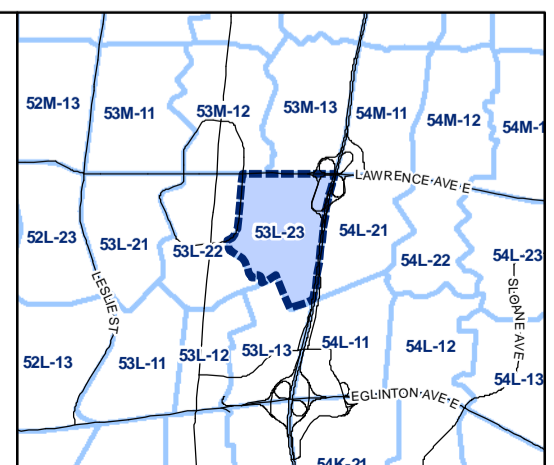 52M-13
53M-11
53M-12
53M-13
54M-11
54M-12
54M-1
LAWRENCE AVE E
52L-23
53L-21
53L-22
53L-23
54L-21
54L-22
54L-23
LESLIE ST
SLOANE AVE
52L-13
53L-11
53L-12
53L-13
54L-11
54L-12
54L-13
EGLINTON AVE E
54K-21